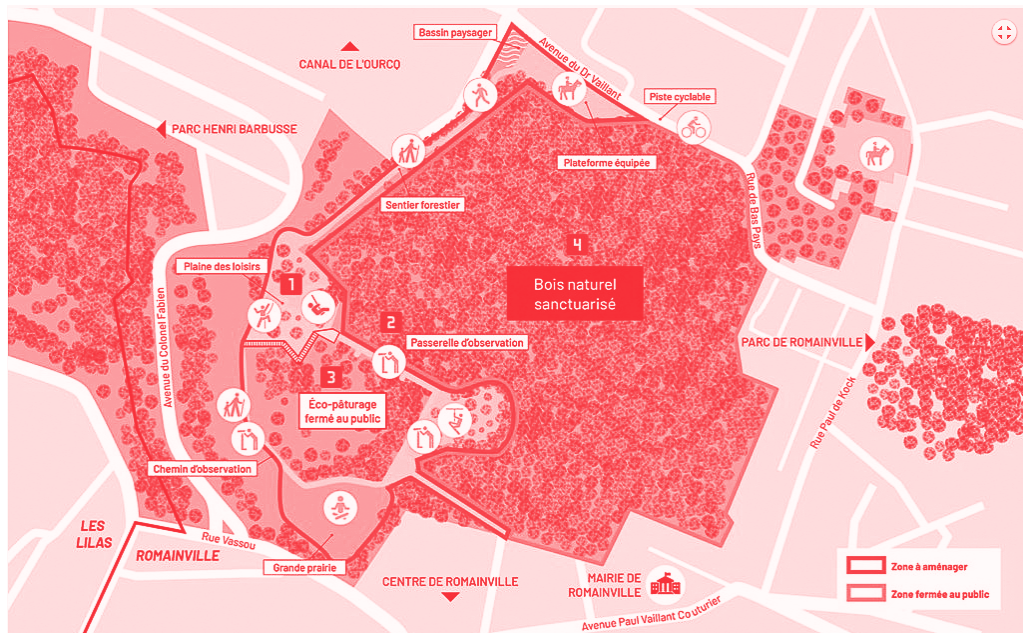 Bassin paysager
Avenue du Dr Vaillant
CANAL DE L'OURCQ
Piste cyclable
PARC HENRI BARBUSSE
Plateforme équipée
Sentier forestier
Rue de Bas Pays
4
Bois naturel
sanctuarisé
Plaine des loisirs
1
2
Passerelle d'observation
PARC DE ROMAINVILLE
Avenue du Colonel Fabien
3
Éco-pâturage
fermé au public
Rue Paul de Kock
Chemin d'observation
LES
LILAS
ROMAINVILLE
Rue Vassou
Grande prairie
CENTRE DE ROMAINVILLE
MAIRIE DE
ROMAINVILLE
Avenue Paul Vaillant Couturier
Zone à aménager
Zone fermée au public